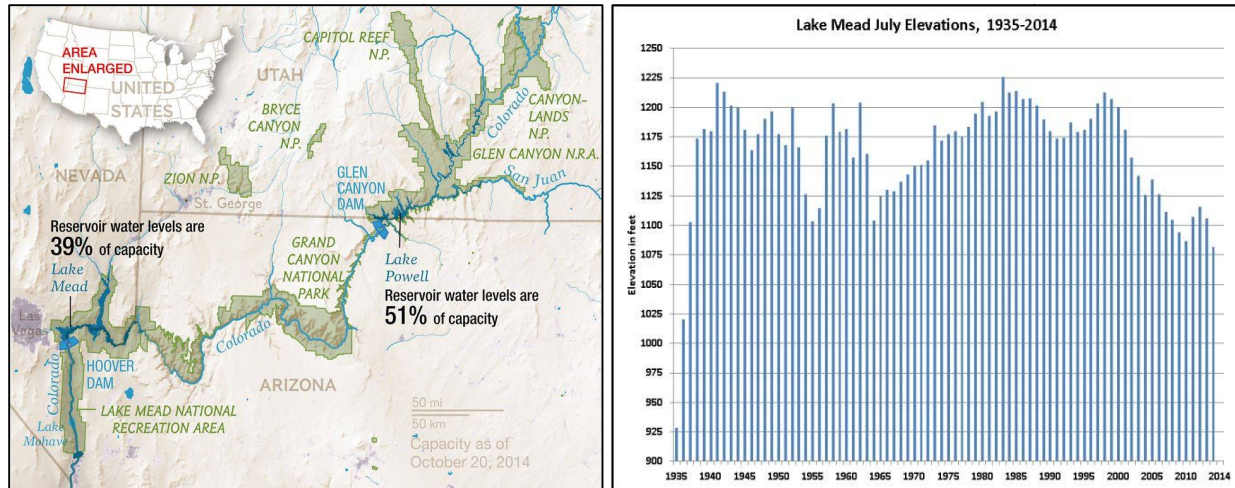 AREA
ENLARGED
UNITED
STATES
CAPITOL REEF
N.P.
UTAH
BRYCE
CANYON
N.P.
Colorado
CANYON-
LANDS
N.P.
GLEN CANYON N.R.A.
NEVADA
ZION N.P.
GLEN
CANYON
DAM
San Juan
St. George
Reservoir water levels are
39% of capacity
Lake
Mead
GRAND
CANYON
NATIONAL
PARK
Lake
Powell
Reservoir water levels are
51% of capacity
Las
Vegas
Colorado
HOOVER
DAM
Colorado
ARIZONA
LAKE MEAD NATIONAL
RECREATION AREA
Lake
Mohave
50 mi
50 km
Capacity as of
October 20, 2014
Lake Mead July Elevations, 1935-2014
Elevation in feet
1250
1225
1200
1175
1150
1125
1100
1075
1050
1025
1000
975
950
925
900
1935 1940 1945 1950 1955 1960 1965 1970 1975 1980 1985 1990 1995 2000 2005 2010 2014